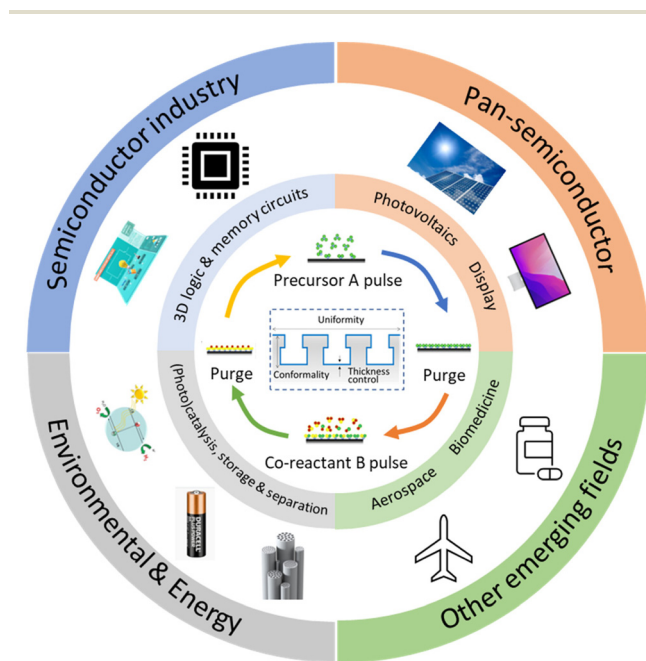 Semiconductor industry
Pan-semiconductor
3D logic & memory circuits
Photovoltaics
Display
Precursor A pulse
Uniformity
Conformality
Thickness
control
Purge
Purge
Co-reactant B pulse
(Photo)catalysis, storage & separation
Aerospace
Biomedicine
DURACELL
Environmental & Energy
Other emerging fields